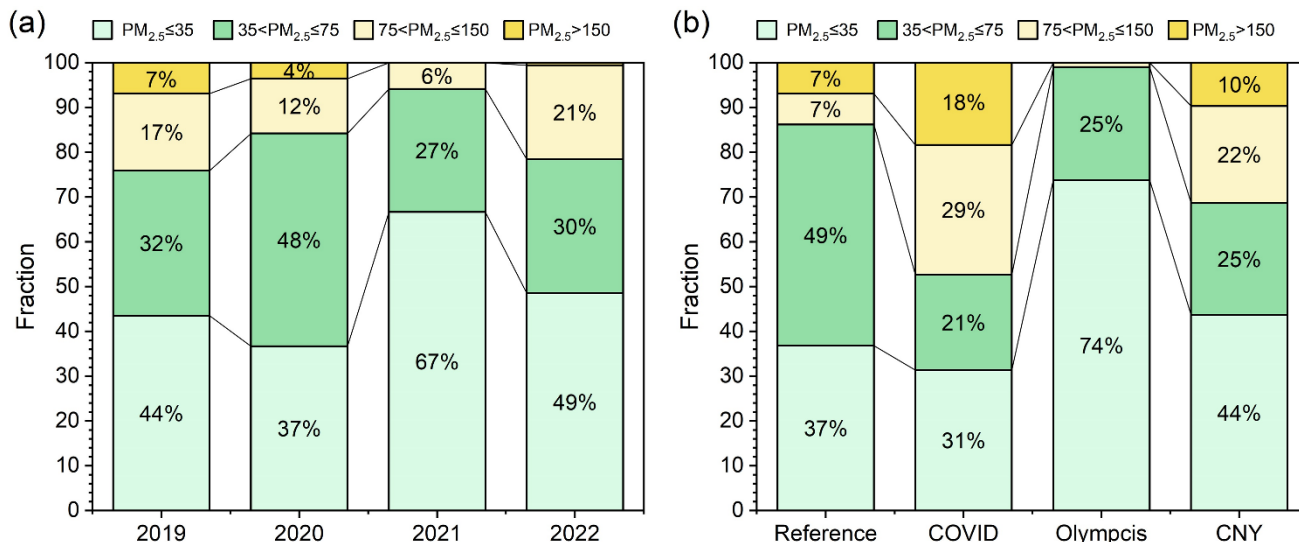 (a)
PM2.5≤35 35<PM2.5≤75 75<PM2.5≤150 PM2.5>150
Fraction
100
90
80
70
60
50
40
30
20
10
0
7% 4% 6%
17% 12% 27% 21%
32% 48% 67% 30%
44% 37% 49%
2019 2020 2021 2022
(b)
PM2.5≤35 35<PM2.5≤75 75<PM2.5≤150 PM2.5>150
Fraction
100
90
80
70
60
50
40
30
20
10
0
7% 18% 10%
7% 29% 25% 22%
49% 21% 74% 25%
37% 31% 44%
Reference COVID Olympcis CNY